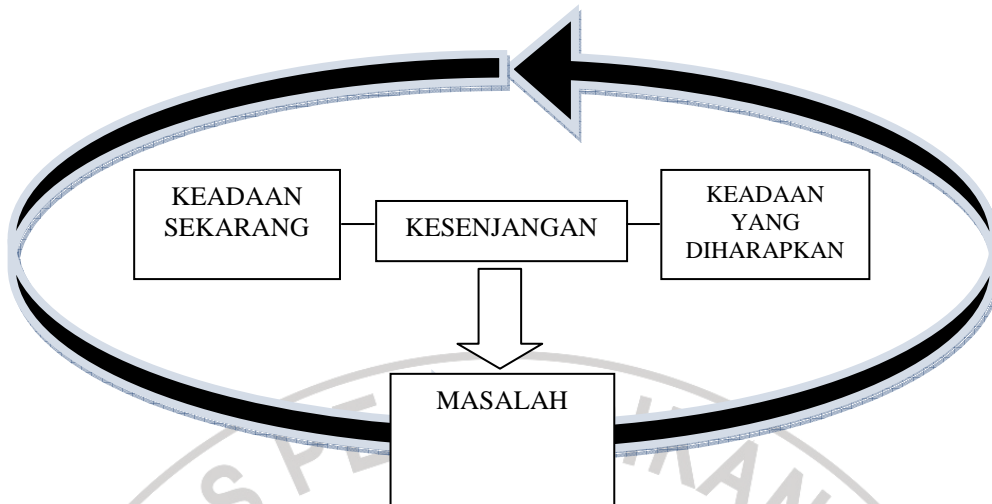 KEADAAN
SEKARANG
KESENJANGAN
KEADAAN
YANG
DIHARAPKAN
MASALAH